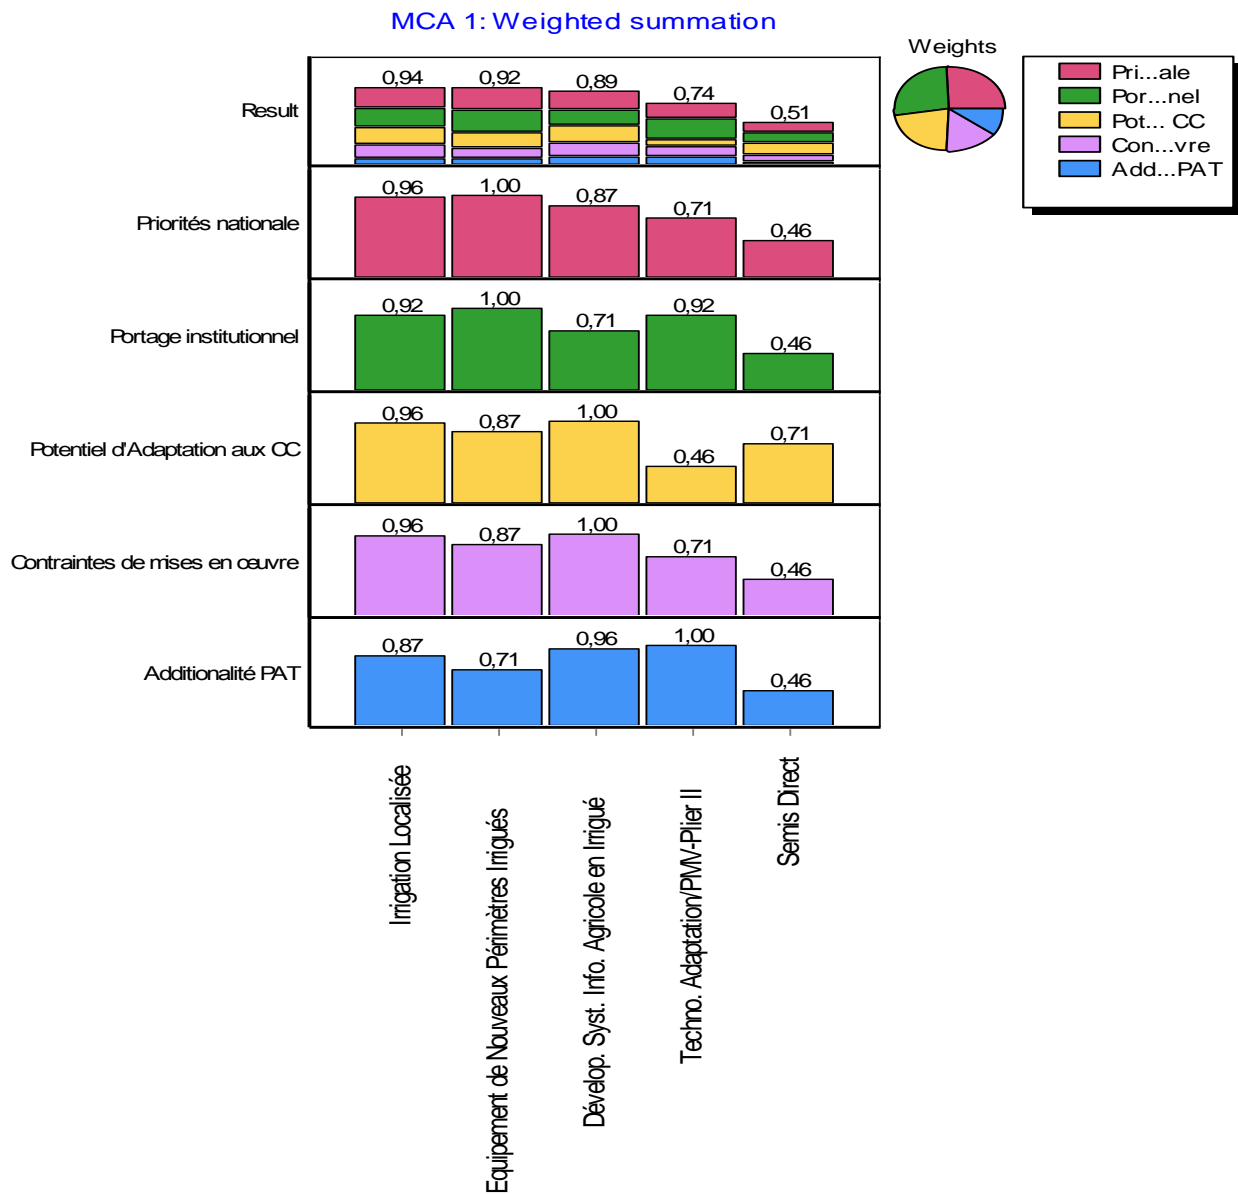 MCA 1: Weighted summation
Weights
Pri...ale
Por...nel
Pot... CC
Con...vre
Add...PAT
Result
0,94 0,92 0,89 0,74 0,51
Priorités nationale
0,96 1,00 0,87 0,71 0,46
Portage institutionnel
0,92 1,00 0,71 0,92 0,46
Potentiel d'Adaptation aux CC
0,96 0,87 1,00 0,46 0,71
Contraintes de mises en œuvre
0,96 0,87 1,00 0,71 0,46
Additionalité PAT
0,87 0,71 0,96 1,00 0,46
Irrigation Localisée
Equipement de Nouveaux Périmètres Irrigués
Dévelop. Syst. Info. Agricole en Irrigué
Techno. Adaptation/PMV-Plier II
Semis Direct